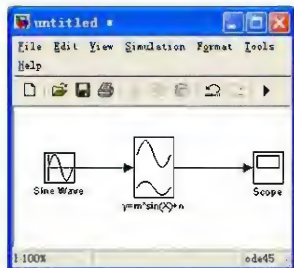 untitled *
File Edit View Simulation Format Tools
Help
Sine Wave
y=m*sin(X)+n
Scope
100%
ode45